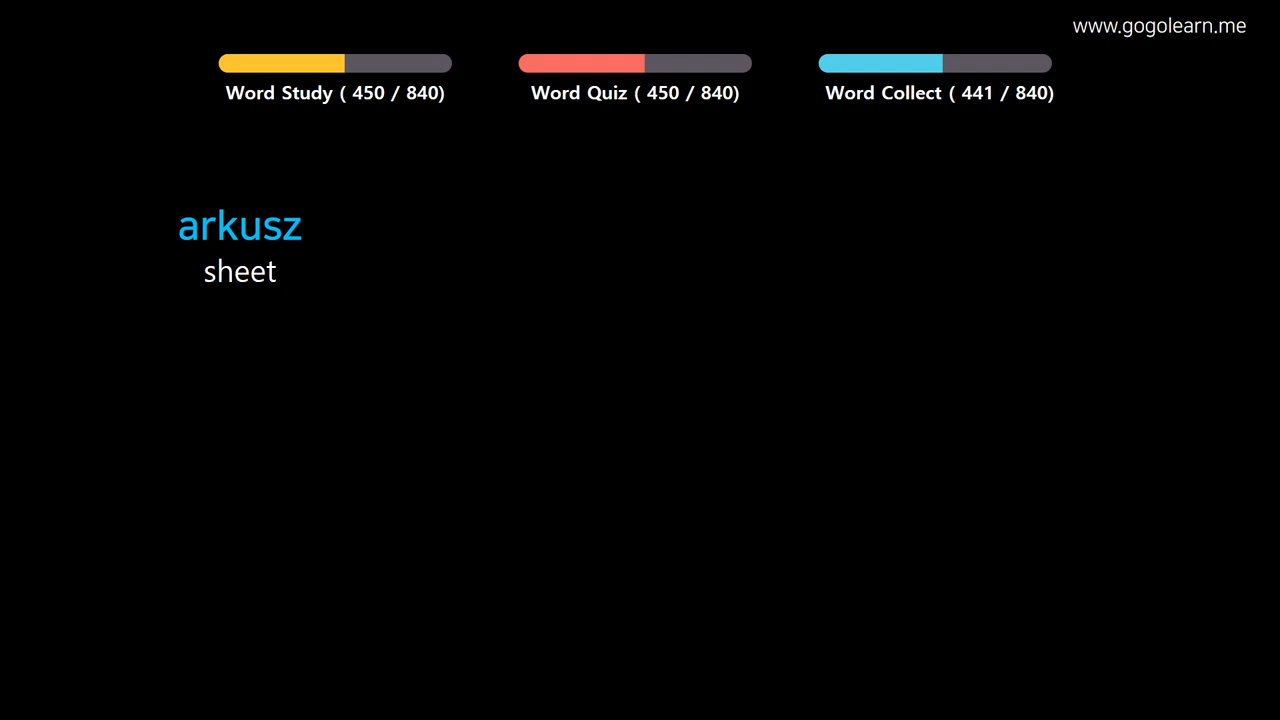 www.gogolearn.me
Word Study ( 450 / 840)
Word Quiz ( 450 / 840)
Word Collect ( 441 / 840)
arkusz
sheet